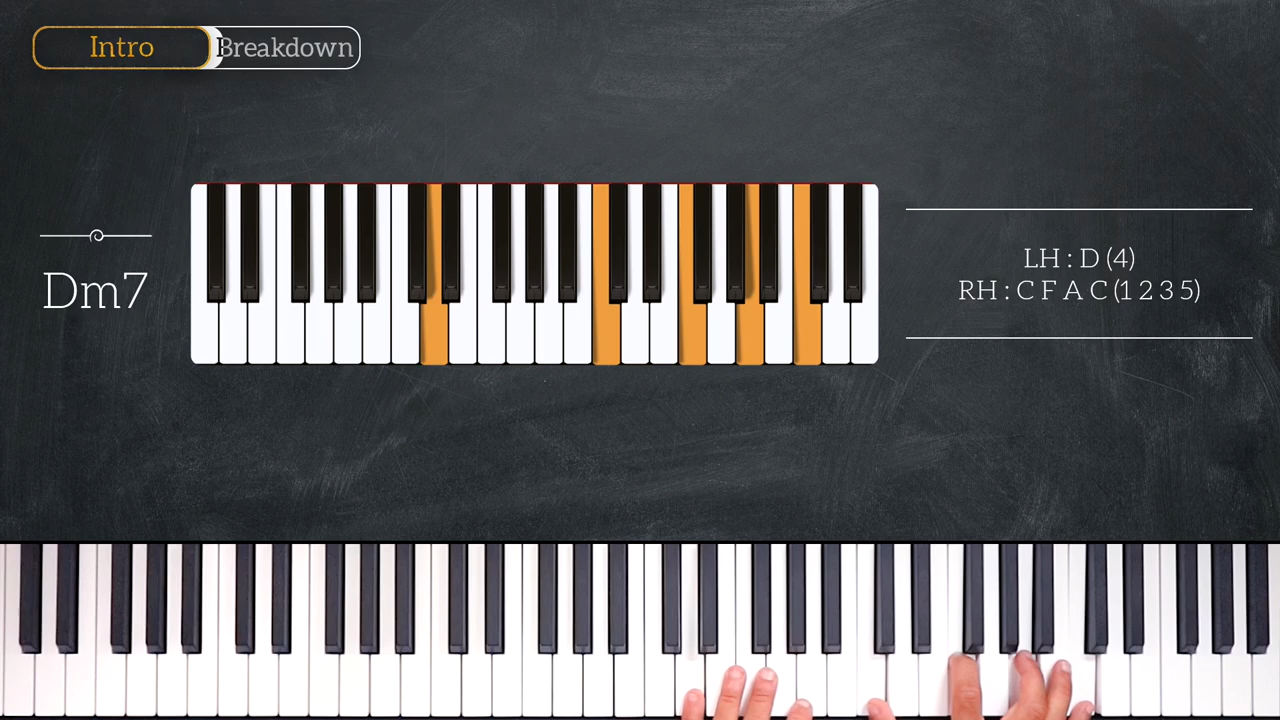 Intro
Breakdown
Dm7
LH : D (4)
RH : C F A C (1 2 3 5)